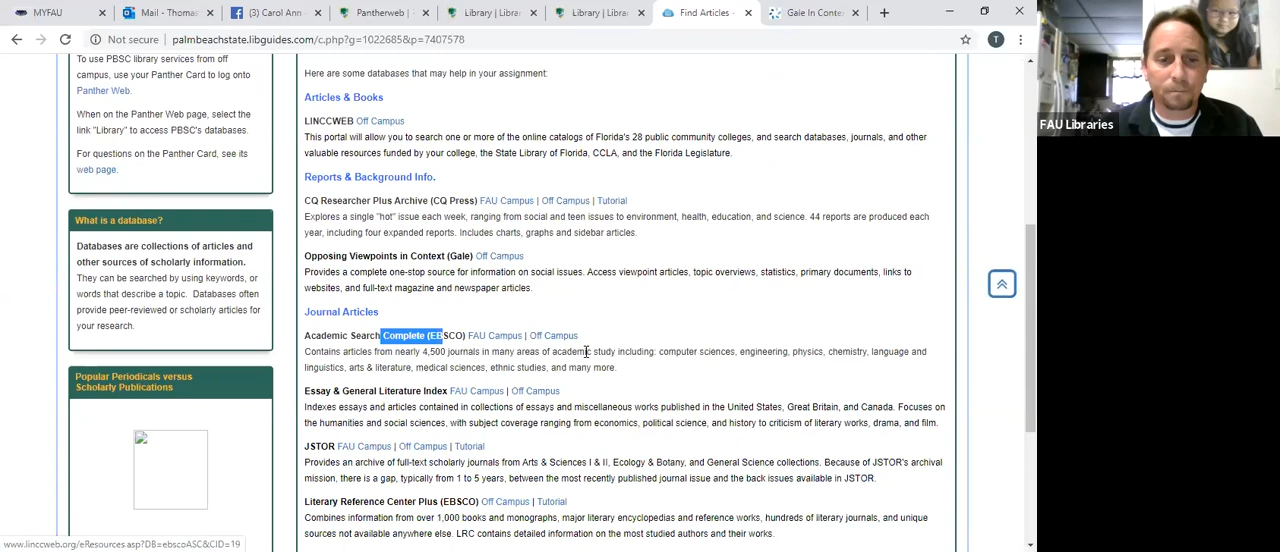 MYFAU
Mail - Thomas
(3) Carol Ann
Pantherweb -
Library | Librar
Library | Librar
Find Articles -
Gale In Contex
Not secure
palmbeachstate.libguides.com/c.php?g=1022685&p=7407578
T
To use PBSC library services from off
campus, use your Panther Card to log onto
Panther Web.
When on the Panther Web page, select the
link "Library" to access PBSC's databases.
For questions on the Panther Card, see its
web page.
What is a database?
Databases are collections of articles and
other sources of scholarly information.
They can be searched by using keywords, or
words that describe a topic. Databases often
provide peer-reviewed or scholarly articles for
your research.
Popular Periodicals versus
Scholarly Publications
Here are some databases that may help in your assignment:
Articles & Books
LINCCWEB Off Campus
This portal will allow you to search one or more of the online catalogs of Florida's 28 public community colleges, and search databases, journals, and other
valuable resources funded by your college, the State Library of Florida, CCLA, and the Florida Legislature.
Reports & Background Info.
CQ Researcher Plus Archive (CQ Press) FAU Campus | Off Campus | Tutorial
Explores a single "hot" issue each week, ranging from social and teen issues to environment, health, education, and science. 44 reports are produced each
year, including four expanded reports. Includes charts, graphs and sidebar articles.
Opposing Viewpoints in Context (Gale) Off Campus
Provides a complete one-stop source for information on social issues. Access viewpoint articles, topic overviews, statistics, primary documents, links to
websites, and full-text magazine and newspaper articles.
Journal Articles
Academic Search Complete (EBSCO) FAU Campus | Off Campus
Contains articles from nearly 4,500 journals in many areas of academic study including: computer sciences, engineering, physics, chemistry, language and
linguistics, arts & literature, medical sciences, ethnic studies, and many more.
Essay & General Literature Index FAU Campus | Off Campus
Indexes essays and articles contained in collections of essays and miscellaneous works published in the United States, Great Britain, and Canada. Focuses on
the humanities and social sciences, with subject coverage ranging from economics, political science, and history to criticism of literary works, drama, and film.
JSTOR FAU Campus | Off Campus | Tutorial
Provides an archive of full-text scholarly journals from Arts & Sciences I & II, Ecology & Botany, and General Science collections. Because of JSTOR's archival
mission, there is a gap, typically from 1 to 5 years, between the most recently published journal issue and the back issues available in JSTOR.
Literary Reference Center Plus (EBSCO) Off Campus | Tutorial
Combines information from over 1,000 books and monographs, major literary encyclopedias and reference works, hundreds of literary journals, and unique
sources not available anywhere else. LRC contains detailed information on the most studied authors and their works.
www.linccweb.org/eResources.asp?DB=ebscoASC&CID=19
FAU Libraries